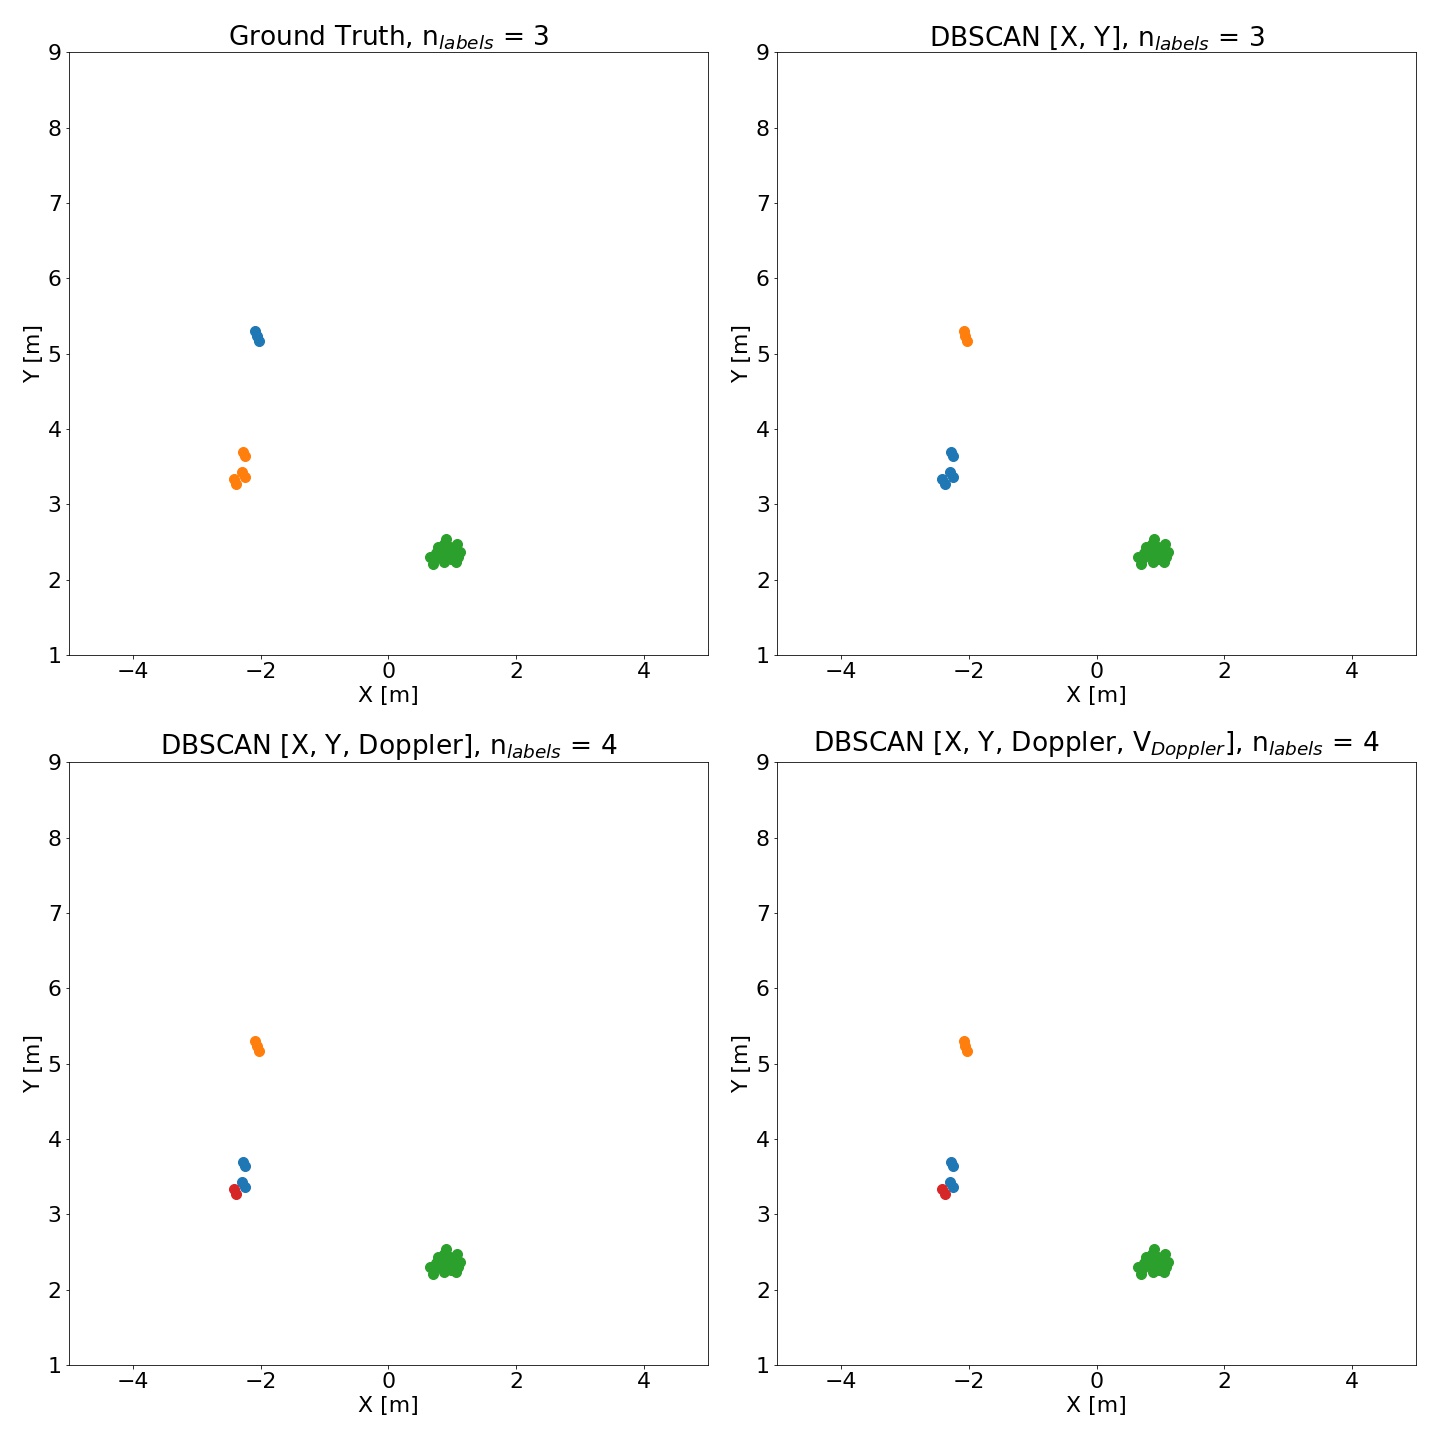 Ground Truth, n_labels = 3
9
8
7
6
5
4
3
2
1
Y [m]
−4 −2 0 2 4
X [m]
DBSCAN [X, Y], n_labels = 3
9
8
7
6
5
4
3
2
1
Y [m]
−4 −2 0 2 4
X [m]
DBSCAN [X, Y, Doppler], n_labels = 4
9
8
7
6
5
4
3
2
1
Y [m]
−4 −2 0 2 4
X [m]
DBSCAN [X, Y, Doppler, V_Doppler], n_labels = 4
9
8
7
6
5
4
3
2
1
Y [m]
−4 −2 0 2 4
X [m]